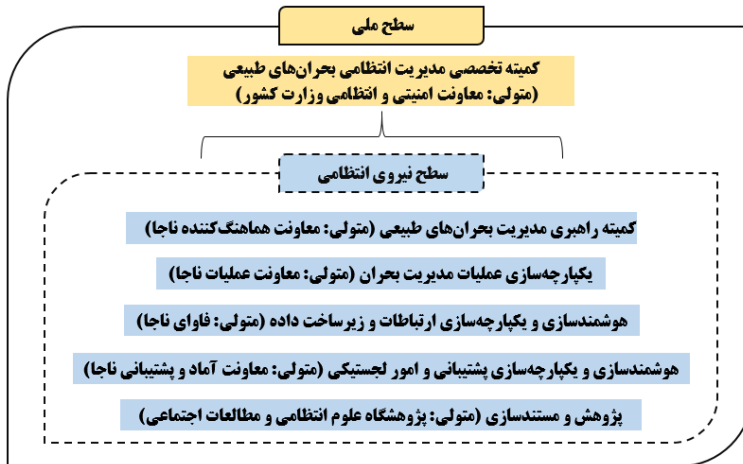 سطح ملی
کمیته تخصصی مدیریت انتظامی بحران‌های طبیعی
(متولی: معاونت امنیتی و انتظامی وزارت کشور)
سطح نیروی انتظامی
کمیته راهبری مدیریت بحران‌های طبیعی (متولی: معاونت هماهنگ‌کننده ناجا)
یکپارچه‌سازی عملیات مدیریت بحران (متولی: معاونت عملیات ناجا)
هوشمندسازی و یکپارچه‌سازی ارتباطات و زیرساخت داده (متولی: فاوای ناجا)
هوشمندسازی و یکپارچه‌سازی پشتیبانی و امور لجستیکی (متولی: معاونت آماد و پشتیبانی ناجا)
پژوهش و مستندسازی (متولی: پژوهشگاه علوم انتظامی و مطالعات اجتماعی)